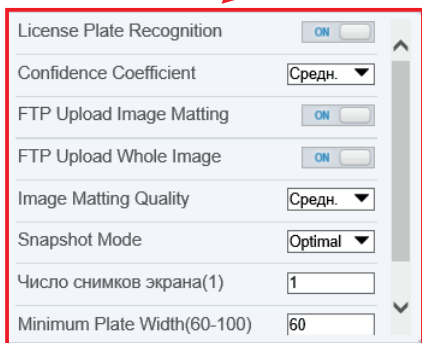 License Plate Recognition ON
Confidence Coefficient Средн.
FTP Upload Image Matting ON
FTP Upload Whole Image ON
Image Matting Quality Средн.
Snapshot Mode Optimal
Число снимков экрана(1) 1
Minimum Plate Width(60-100) 60